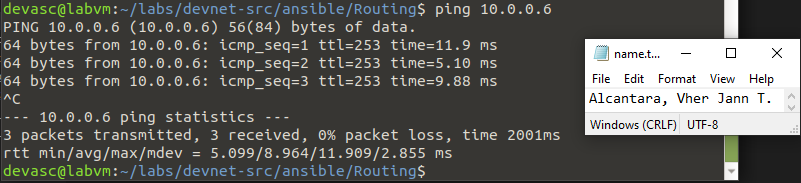 devasc@labvm:~/labs/devnet-src/ansible/Routing$ ping 10.0.0.6
PING 10.0.0.6 (10.0.0.6) 56(84) bytes of data.
64 bytes from 10.0.0.6: icmp_seq=1 ttl=253 time=11.9 ms
64 bytes from 10.0.0.6: icmp_seq=2 ttl=253 time=5.10 ms
64 bytes from 10.0.0.6: icmp_seq=3 ttl=253 time=9.88 ms
^C
--- 10.0.0.6 ping statistics ---
3 packets transmitted, 3 received, 0% packet loss, time 2001ms
rtt min/avg/max/mdev = 5.099/8.964/11.909/2.855 ms
devasc@labvm:~/labs/devnet-src/ansible/Routing$
name.t...
File Edit Format View Help
Alcantara, Vher Jann T.
Windows (CRLF) UTF-8